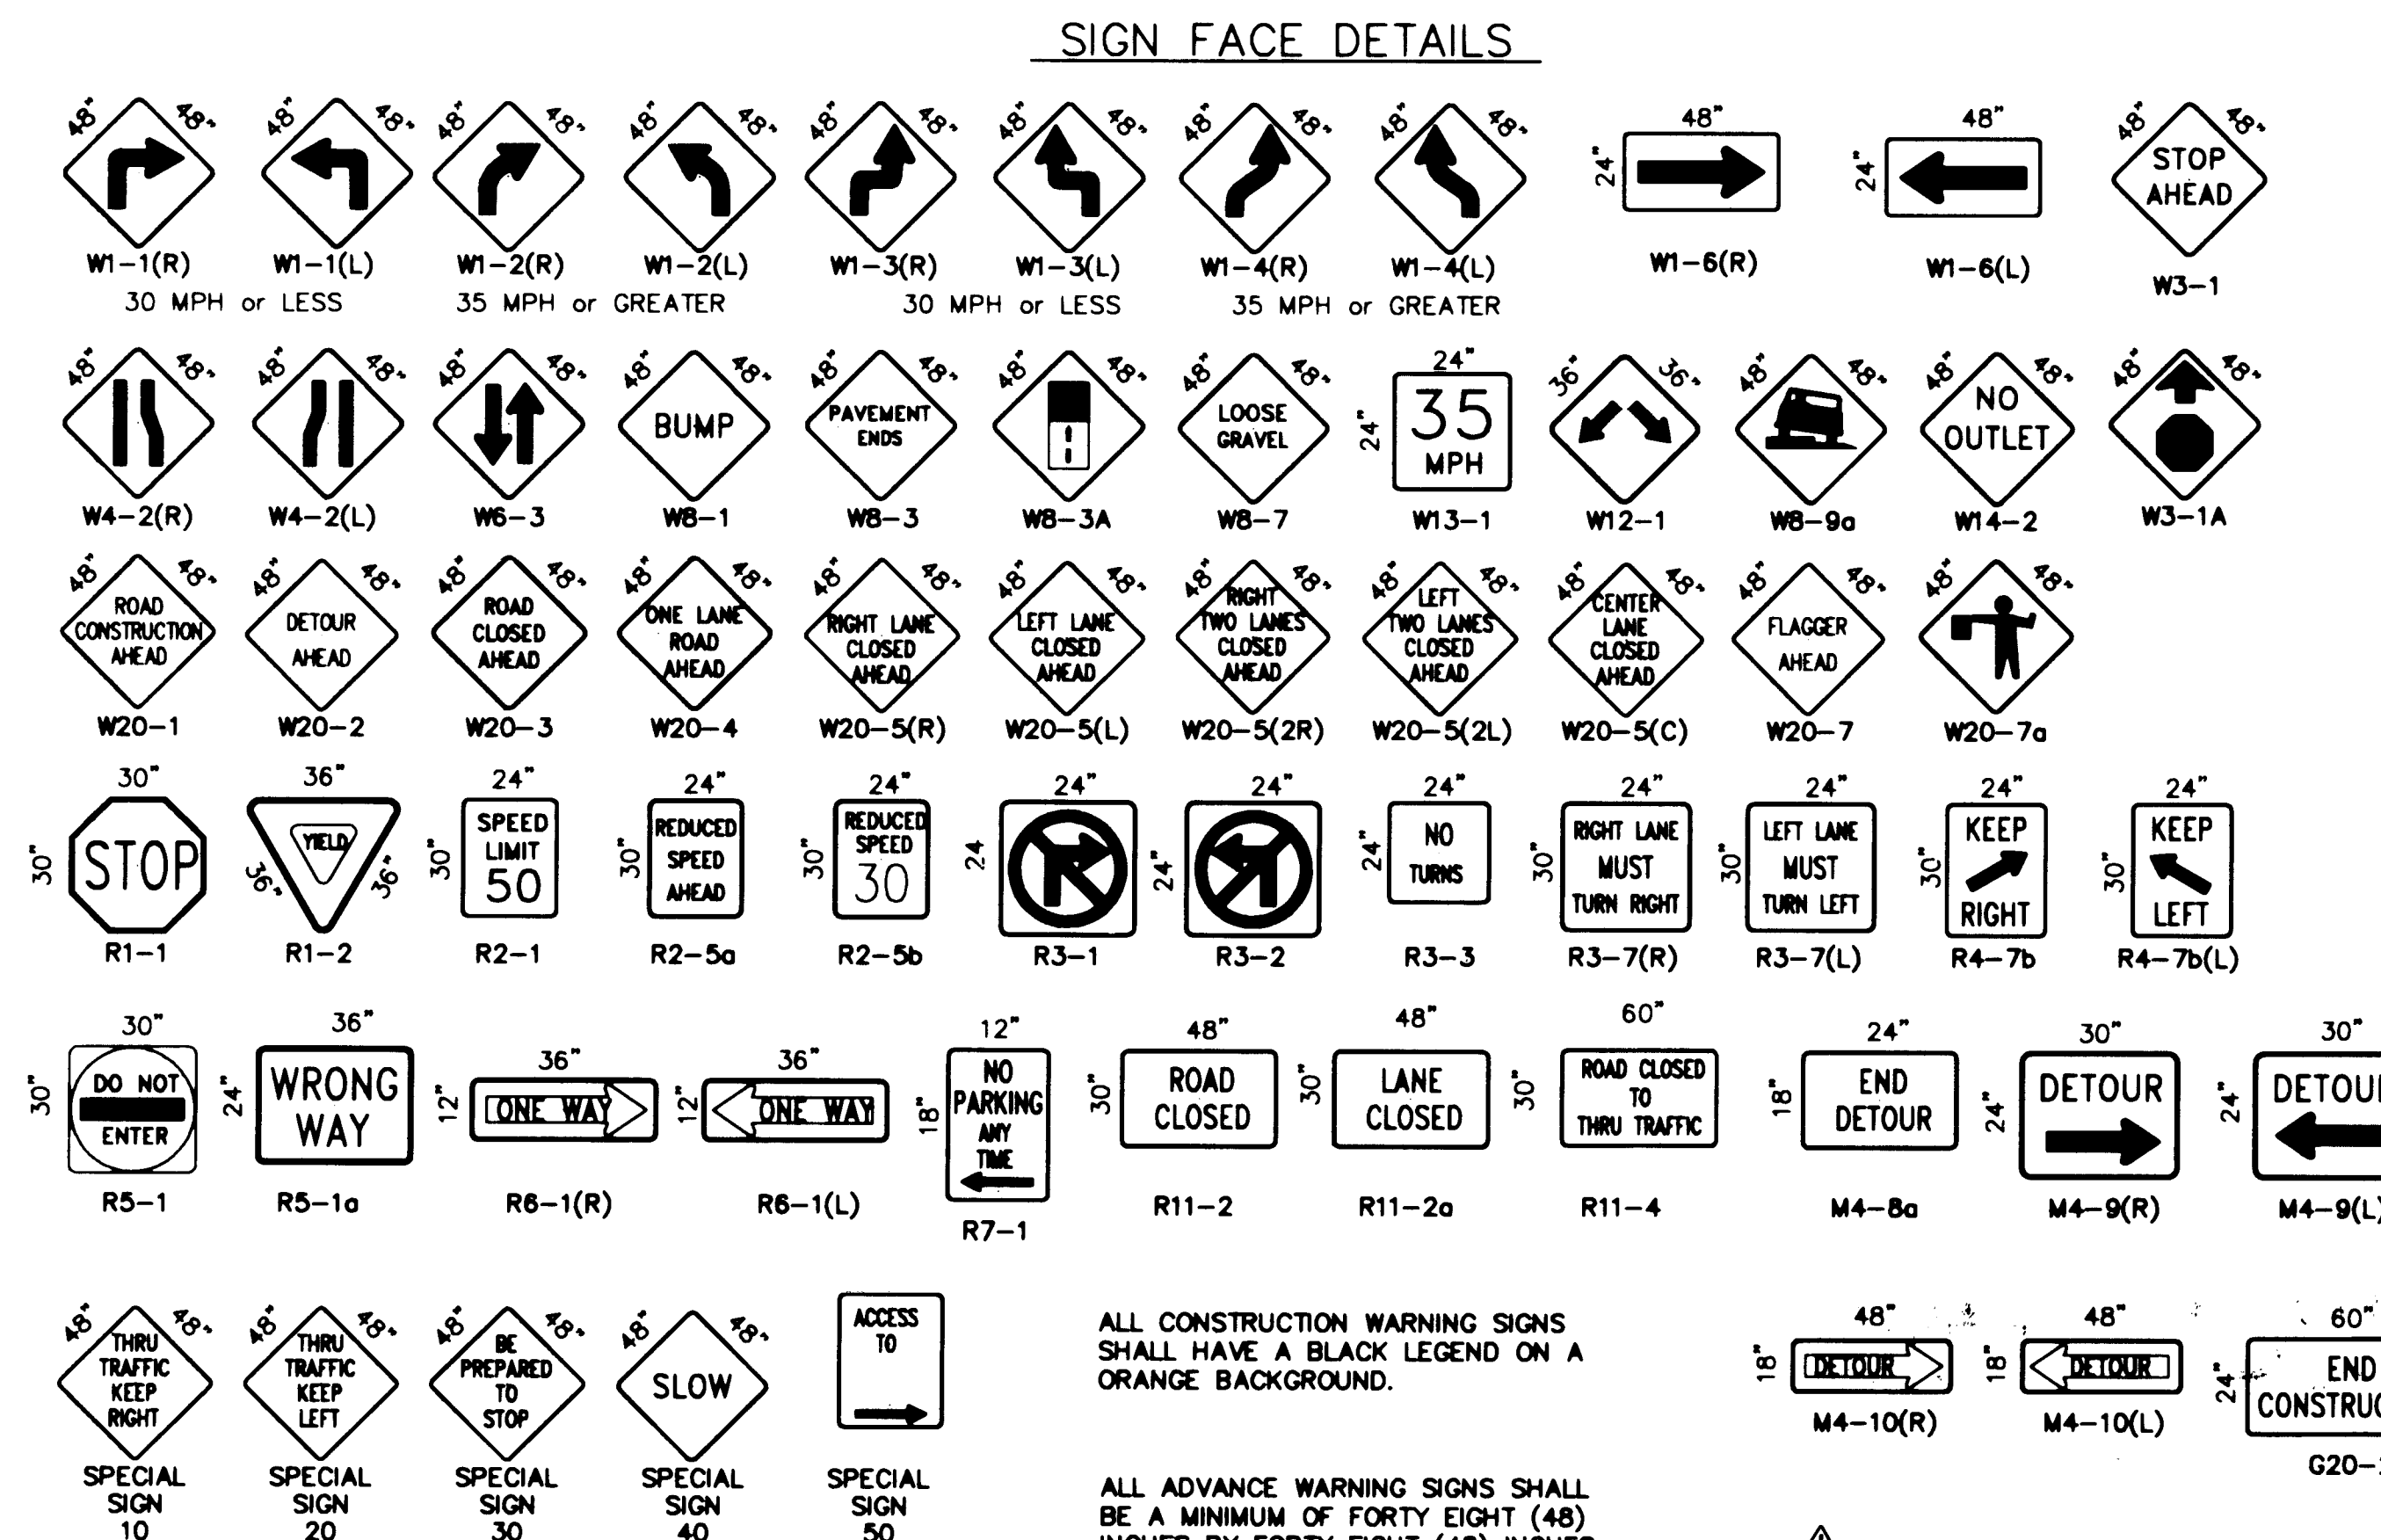 SIGN FACE DETAILS
48" 48" 48" 48" 48" 48" 48" 48" 48" 48" 48" 48" 48" 48" 48" 48" 48" 48" 48" 48"
24" 24"
STOP
AHEAD
W1-1(R) W1-1(L) W1-2(R) W1-2(L) W1-3(R) W1-3(L) W1-4(R) W1-4(L) W1-6(R) W1-6(L) W3-1
30 MPH or LESS 35 MPH or GREATER 30 MPH or LESS 35 MPH or GREATER
48" 48" 48" 48" 48" 48" 48" 48" 48" 48" 48" 48" 48" 48" 24" 36" 36" 48" 48" 48" 48" 48" 48"
24"
BUMP
PAVEMENT
ENDS
LOOSE
GRAVEL
35
MPH
NO
OUTLET
W4-2(R) W4-2(L) W6-3 W8-1 W8-3 W8-3A W8-7 W13-1 W12-1 W8-9a W14-2 W3-1A
48" 48" 48" 48" 48" 48" 48" 48" 48" 48" 48" 48" 48" 48" 48" 48" 48" 48" 48" 48" 48" 48"
ROAD
CONSTRUCTION
AHEAD
DETOUR
AHEAD
ROAD
CLOSED
AHEAD
ONE LANE
ROAD
AHEAD
RIGHT LANE
CLOSED
AHEAD
LEFT LANE
CLOSED
AHEAD
RIGHT
TWO LANES
CLOSED
AHEAD
LEFT
TWO LANES
CLOSED
AHEAD
CENTER
LANE
CLOSED
AHEAD
FLAGGER
AHEAD
W20-1 W20-2 W20-3 W20-4 W20-5(R) W20-5(L) W20-5(2R) W20-5(2L) W20-5(C) W20-7 W20-7a
30" 36" 24" 24" 24" 24" 24" 24" 24" 24" 24" 24"
30" 36" 36" 30" 30" 30" 24 24" 24" 30" 30" 30" 30"
STOP
YIELD
SPEED
LIMIT
50
REDUCED
SPEED
AHEAD
REDUCED
SPEED
30
NO
TURNS
RIGHT LANE
MUST
TURN RIGHT
LEFT LANE
MUST
TURN LEFT
KEEP
RIGHT
KEEP
LEFT
R1-1 R1-2 R2-1 R2-5a R2-5b R3-1 R3-2 R3-3 R3-7(R) R3-7(L) R4-7b R4-7b(L)
30" 36" 36" 36" 12" 48" 48" 60" 24" 30" 30"
30" 24" 12" 12" 18" 30" 30" 30" 18" 24" 24"
DO NOT
ENTER
WRONG
WAY
ONE WAY
ONE WAY
NO
PARKING
ANY
TIME
ROAD
CLOSED
LANE
CLOSED
ROAD CLOSED
TO
THRU TRAFFIC
END
DETOUR
DETOUR
DETOU
R5-1 R5-1a R6-1(R) R6-1(L) R7-1 R11-2 R11-2a R11-4 M4-8a M4-9(R) M4-9(L)
48" 48" 48" 48" 48" 48" 48" 48"
THRU
TRAFFIC
KEEP
RIGHT
THRU
TRAFFIC
KEEP
LEFT
BE
PREPARED
TO
STOP
SLOW
ACCESS
TO
SPECIAL
SIGN
10
SPECIAL
SIGN
20
SPECIAL
SIGN
30
SPECIAL
SIGN
40
SPECIAL
SIGN
50
ALL CONSTRUCTION WARNING SIGNS
SHALL HAVE A BLACK LEGEND ON A
ORANGE BACKGROUND.
ALL ADVANCE WARNING SIGNS SHALL
BE A MINIMUM OF FORTY EIGHT (48)
INCHES BY FORTY EIGHT (48) INCHES
48" 48" 60"
18" 18" 24"
DETOUR
DETOUR
END
CONSTRUC
M4-10(R) M4-10(L) G20-